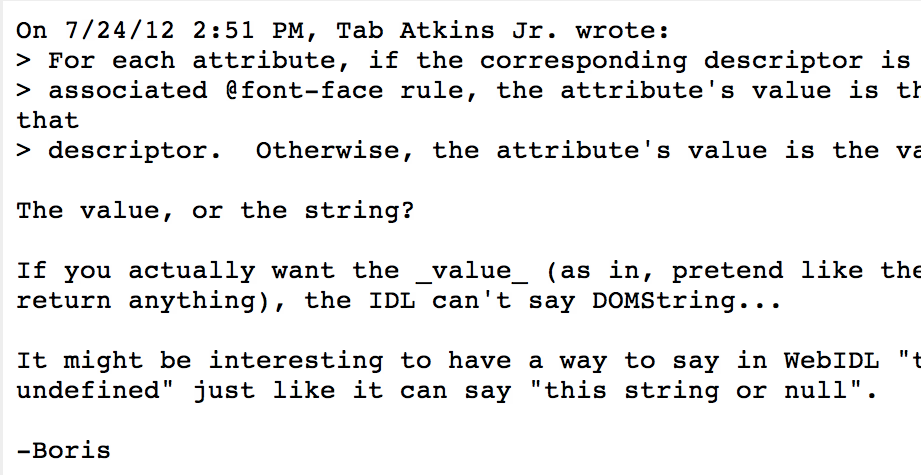 On 7/24/12 2:51 PM, Tab Atkins Jr. wrote:
> For each attribute, if the corresponding descriptor is
> associated @font-face rule, the attribute's value is
that
> descriptor.  Otherwise, the attribute's value is the

The value, or the string?

If you actually want the _value_ (as in, pretend like
return anything), the IDL can't say DOMString...

It might be interesting to have a way to say in WebIDL
undefined" just like it can say "this string or null".

-Boris